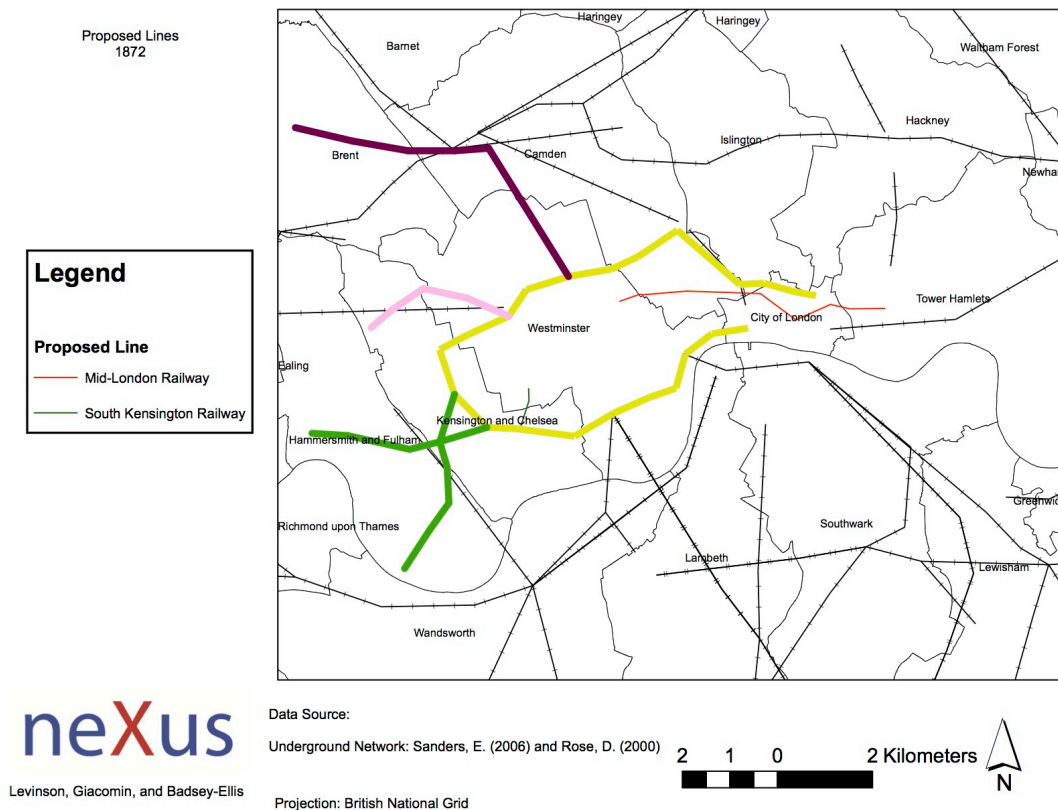 Proposed Lines
1872
Legend
Proposed Line
Mid-London Railway
South Kensington Railway
Haringey
Haringey
Barnet
Waltham Forest
Hackney
Islington
Brent
Camden
Newham
Tower Hamlets
City of London
Westminster
Ealing
Kensington and Chelsea
Hammersmith and Fulham
Greenwic
Richmond upon Thames
Southwark
Lambeth
Lewisham
Wandsworth
neXus
Levinson, Giacomin, and Badsey-Ellis
Data Source:
Underground Network: Sanders, E. (2006) and Rose, D. (2000)
Projection: British National Grid
2 1 0 2 Kilometers
N